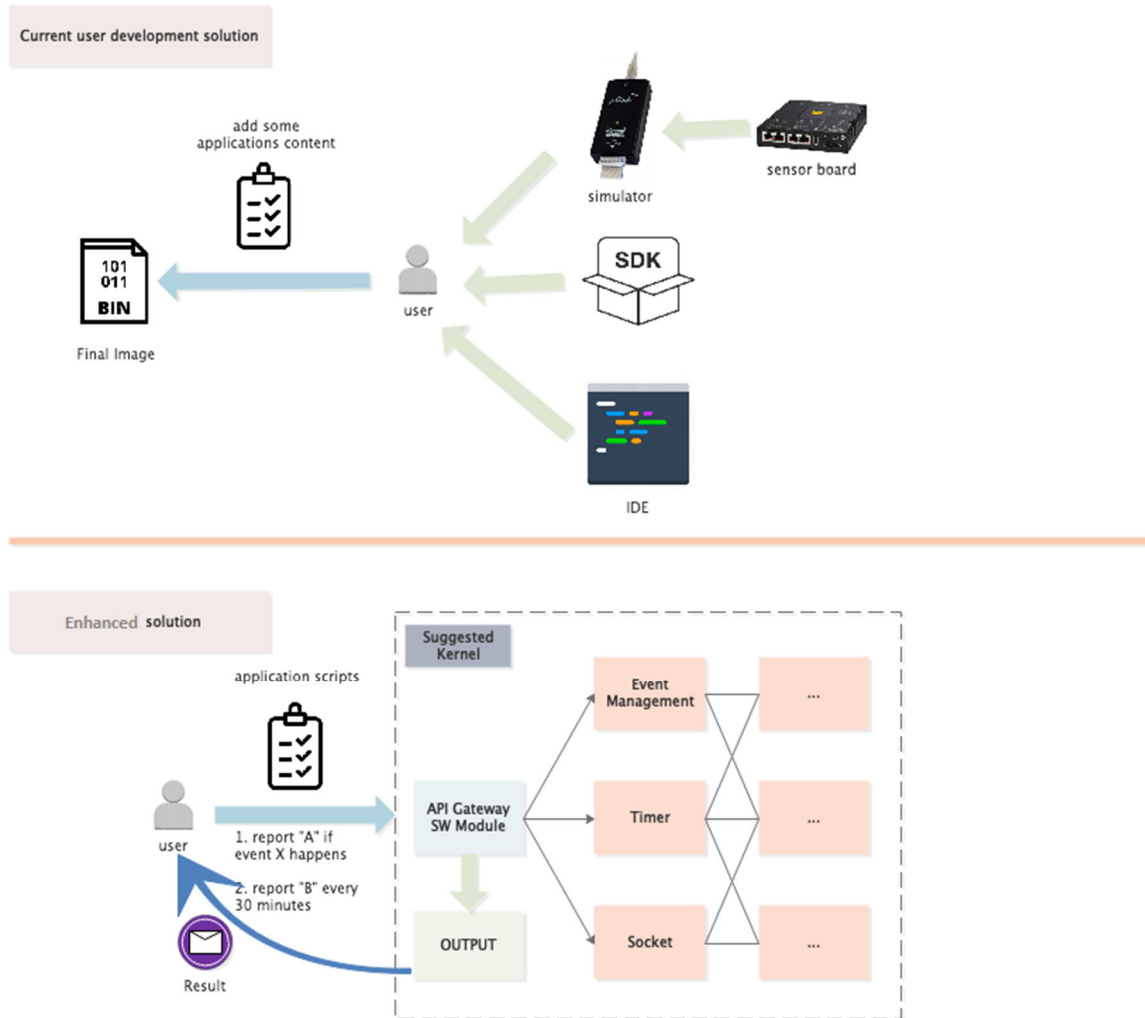 Current user development solution
add some
applications content
simulator
sensor board
101
011
BIN
Final Image
user
SDK
IDE
Enhanced solution
application scripts
user
1. report "A" if
event X happens
2. report "B" every
30 minutes
Result
Suggested
Kernel
API Gateway
SW Module
OUTPUT
Event
Management
...
Timer
...
Socket
...